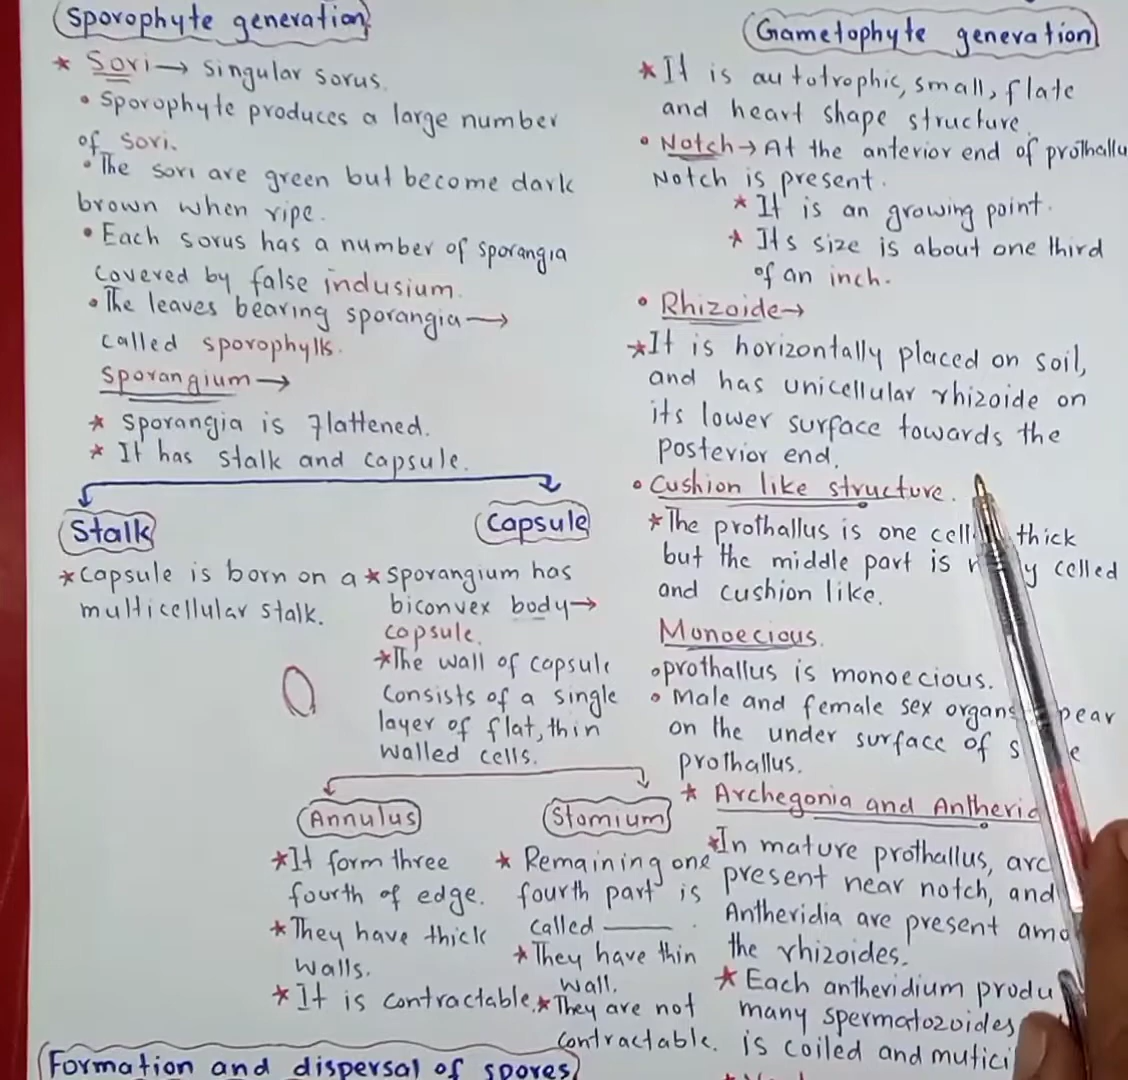 Sporophyte generation
* Sori → singular sorus.
• Sporophyte produces a large number
of sori.
• The sori are green but become dark
brown when ripe.
• Each sorus has a number of sporangia
covered by false indusium.
• The leaves bearing sporangia →
called sporophylls.
Sporangium →
* Sporangia is flattened.
* It has stalk and capsule.
Stalk
* Capsule is born on a
multicellular stalk.
Capsule
* Sporangium has
biconvex body →
capsule.
* The wall of capsule
consists of a single
layer of flat, thin
walled cells.
Annulus
* It form three
fourth of edge.
* They have thick
walls.
* It is contractable.
Stomium
* Remaining one
fourth part is
called ____ .
* They have thin
wall.
* They are not
contractable.
Formation and dispersal of spores
Gametophyte generation
* It is autotrophic, small, flate
and heart shape structure.
• Notch → At the anterior end of prothallu
Notch is present.
* It is an growing point.
* Its size is about one third
of an inch.
• Rhizoide →
* It is horizontally placed on soil,
and has unicellular rhizoide on
its lower surface towards the
posterior end.
• Cushion like structure.
* The prothallus is one cell thick
but the middle part is celled
and cushion like.
Monoecious.
• prothallus is monoecious.
• Male and female sex organs
on the under surface of
prothallus.
* Archegonia and Antheridia
* In mature prothallus,
present near notch, and
Antheridia are present
the rhizoides.
* Each antheridium
many spermatozoides
is coiled and